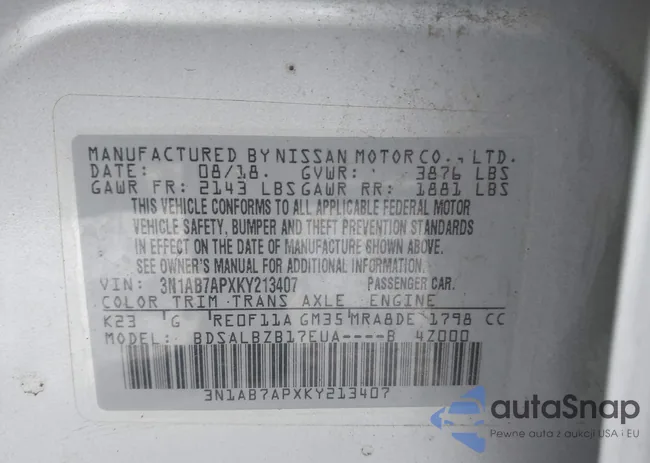 MANUFACTURED BY NISSAN MOTOR CO., LTD.
DATE: 08/18. GVWR: 3876 LBS
GAWR FR: 2143 LBS GAWR RR: 1881 LBS
THIS VEHICLE CONFORMS TO ALL APPLICABLE FEDERAL MOTOR
VEHICLE SAFETY, BUMPER AND THEFT PREVENTION STANDARDS
IN EFFECT ON THE DATE OF MANUFACTURE SHOWN ABOVE.
SEE OWNER'S MANUAL FOR ADDITIONAL INFORMATION.
VIN: 3N1AB7APXKY213407 PASSENGER CAR.
COLOR TRIM TRANS AXLE ENGINE
K23 G RE0F11A GM35 MRA8DE 1798 CC
MODEL: BDSALBZB17EUA----B 4Z000
3N1AB7APXKY213407
autoSnap
Pewne auta z aukcji USA i EU